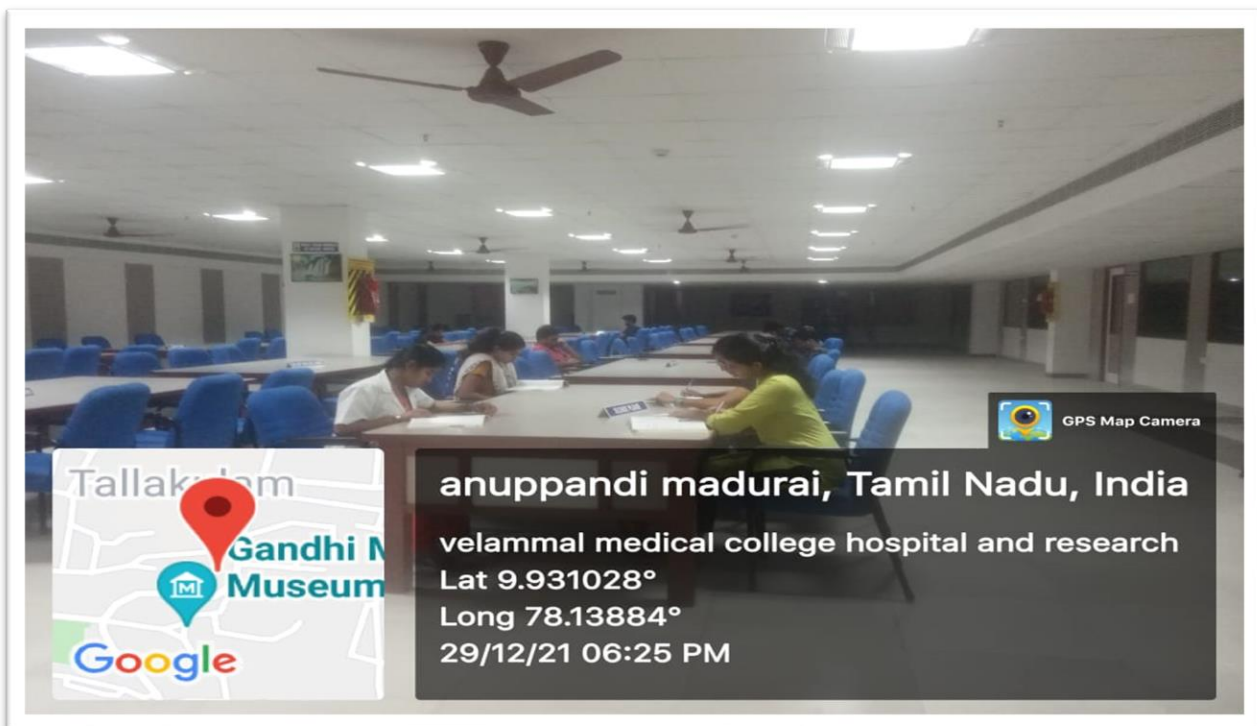 GPS Map Camera
Tallakulam
Gandhi M
Museum
Google
anuppandi madurai, Tamil Nadu, India
velammal medical college hospital and research
Lat 9.931028°
Long 78.13884°
29/12/21 06:25 PM